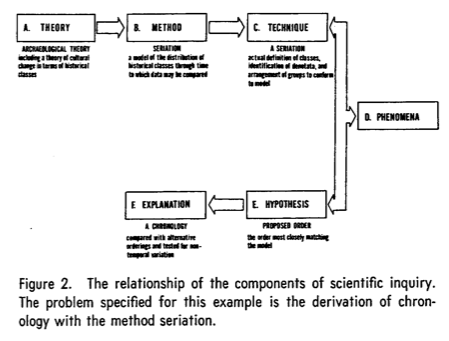 A. THEORY
ARCHAEOLOGICAL THEORY
including a theory of cultural
change in terms of historical
classes
B. METHOD
SERIATION
a model of the distribution of
historical classes through time
to which data may be compared
C. TECHNIQUE
A SERIATION
actual definition of classes,
identification of denotata, and
arrangement of groups to conform
to model
D. PHENOMENA
F. EXPLANATION
A CHRONOLOGY
compared with alternative
orderings and tested for non-
temporal variation
E. HYPOTHESIS
PROPOSED ORDER
the order most closely matching
the model
Figure 2. The relationship of the components of scientific inquiry.
The problem specified for this example is the derivation of chron-
ology with the method seriation.